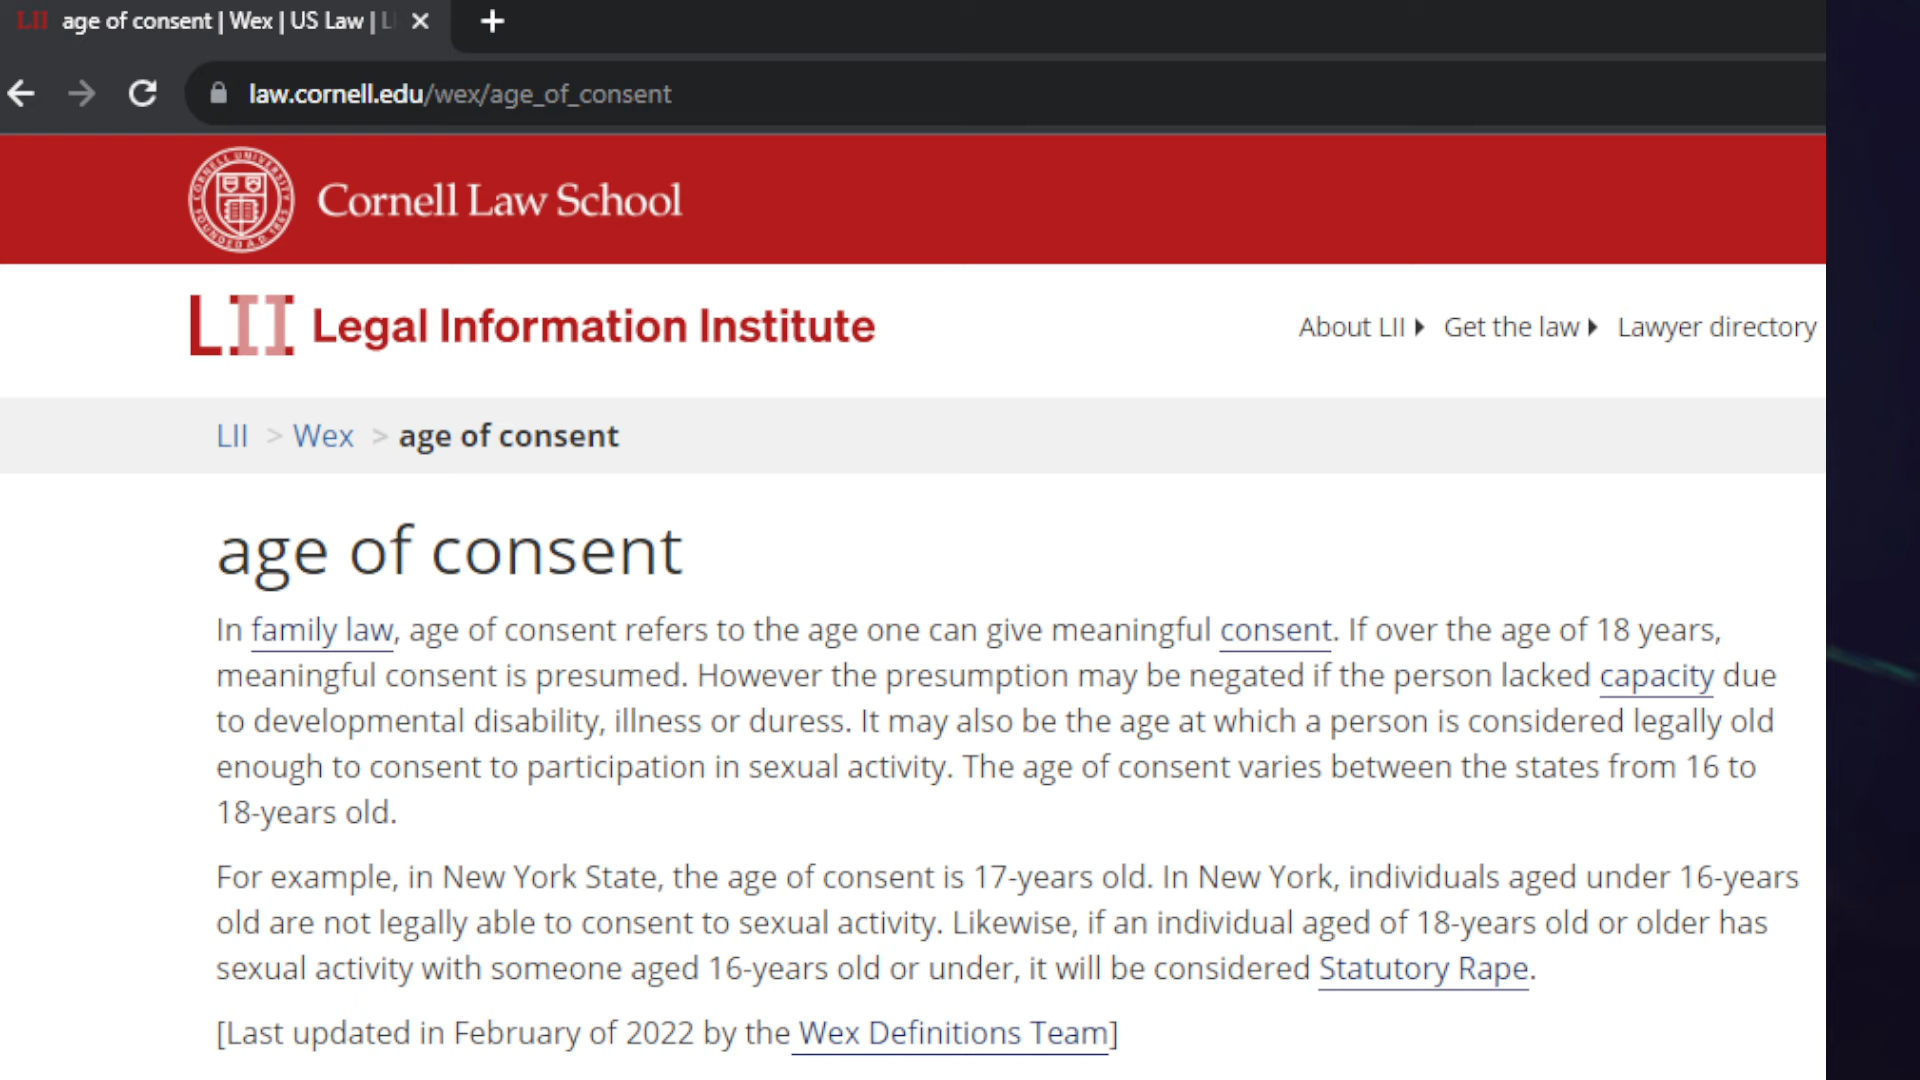 LII age of consent | Wex | US Law | L
law.cornell.edu/wex/age_of_consent
CORNELL UNIVERSITY FOUNDED A.D. 1865
Cornell Law School
LII Legal Information Institute
About LII Get the law Lawyer directory
LII > Wex > age of consent
age of consent
In family law, age of consent refers to the age one can give meaningful consent. If over the age of 18 years,
meaningful consent is presumed. However the presumption may be negated if the person lacked capacity due
to developmental disability, illness or duress. It may also be the age at which a person is considered legally old
enough to consent to participation in sexual activity. The age of consent varies between the states from 16 to
18-years old.
For example, in New York State, the age of consent is 17-years old. In New York, individuals aged under 16-years
old are not legally able to consent to sexual activity. Likewise, if an individual aged of 18-years old or older has
sexual activity with someone aged 16-years old or under, it will be considered Statutory Rape.
[Last updated in February of 2022 by the Wex Definitions Team]